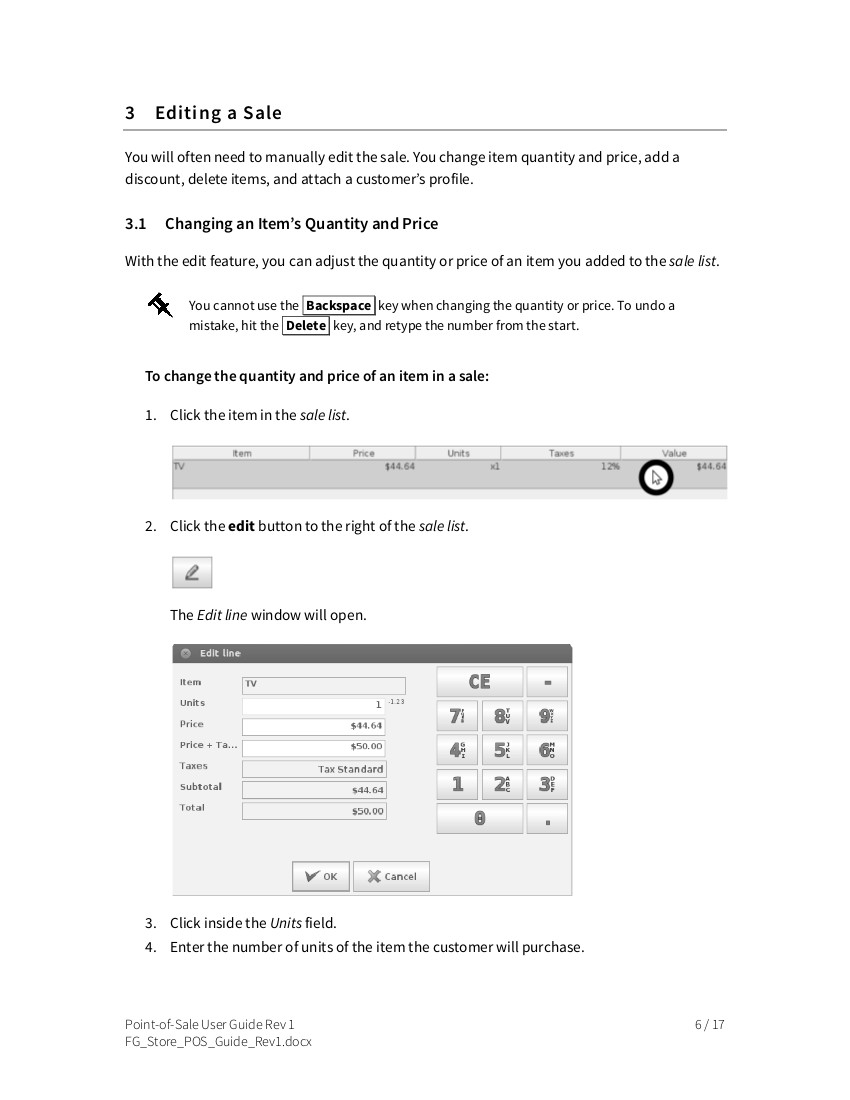 3 Editing a Sale
You will often need to manually edit the sale. You change item quantity and price, add a
discount, delete items, and attach a customer’s profile.
3.1 Changing an Item’s Quantity and Price
With the edit feature, you can adjust the quantity or price of an item you added to the sale list.
You cannot use the Backspace key when changing the quantity or price. To undo a
mistake, hit the Delete key, and retype the number from the start.
To change the quantity and price of an item in a sale:
1. Click the item in the sale list.
Item Price Units Taxes Value
TV $44.64 x1 12% $44.64
2. Click the edit button to the right of the sale list.
The Edit line window will open.
Edit line
Item TV
Units 1 -1.23
Price $44.64
Price + Ta... $50.00
Taxes Tax Standard
Subtotal $44.64
Total $50.00
CE -
7 8 TUV 9
4 GHI 5 JKL 6 MNO
1 2 ABC 3 DEF
0 .
OK Cancel
3. Click inside the Units field.
4. Enter the number of units of the item the customer will purchase.
Point-of-Sale User Guide Rev 1 6 / 17
FG_Store_POS_Guide_Rev1.docx